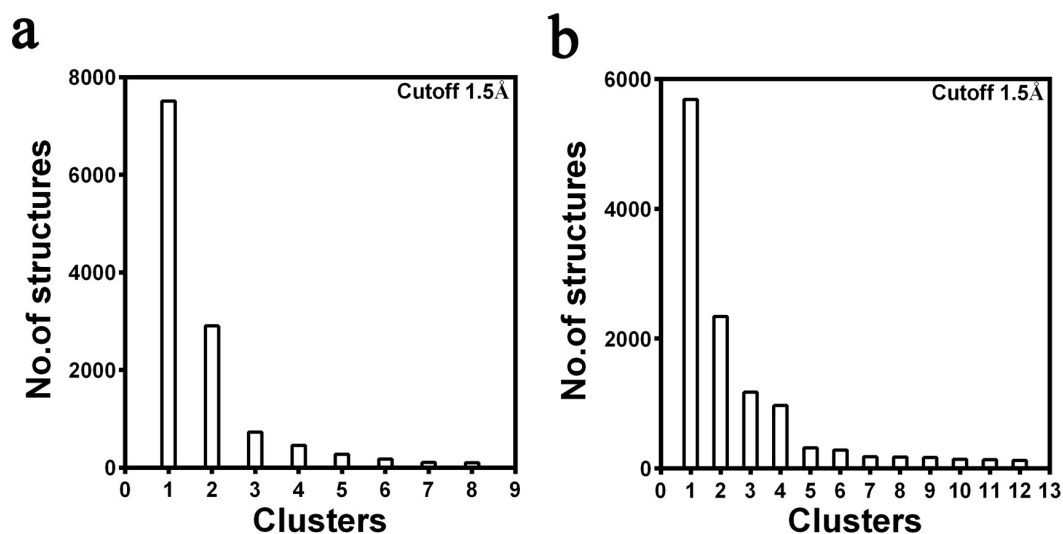 a
Cutoff 1.5Å
No.of structures
8000
6000
4000
2000
0
0 1 2 3 4 5 6 7 8 9
Clusters
b
Cutoff 1.5Å
No.of structures
6000
4000
2000
0
0 1 2 3 4 5 6 7 8 9 10 11 12 13
Clusters